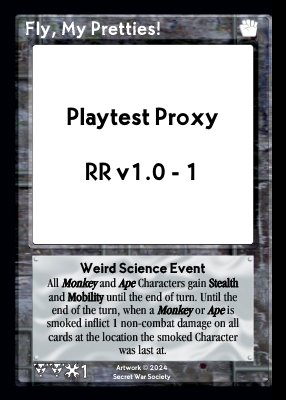 Fly, My Pretties!
Playtest Proxy
RR v1.0 - 1
Weird Science Event
All Monkey and Ape Characters gain Stealth
and Mobility until the end of turn. Until the
end of the turn, when a Monkey or Ape is
smoked inflict 1 non-combat damage on all
cards at the location the smoked Character
was last at.
1
Artwork © 2024
Secret War Society